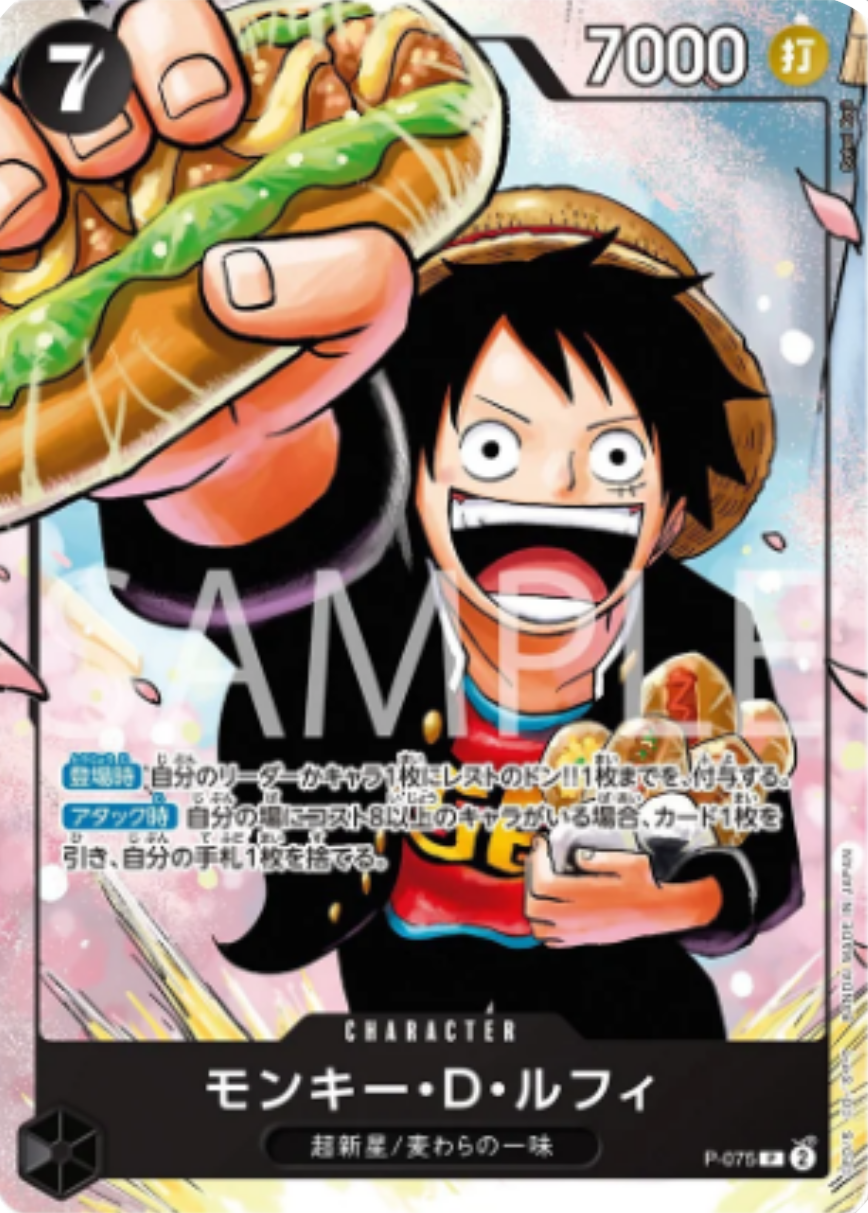 7
7000
打
SAMPLE
登場時 自分のリーダーかキャラ1枚にレストのドン!!1枚までを、付与する。
アタック時 自分の場にコスト8以上のキャラがいる場合、カード1枚を
引き、自分の手札1枚を捨てる。
CHARACTER
モンキー・D・ルフィ
超新星/麦わらの一味
P-075 P 2
MADE IN JAPAN